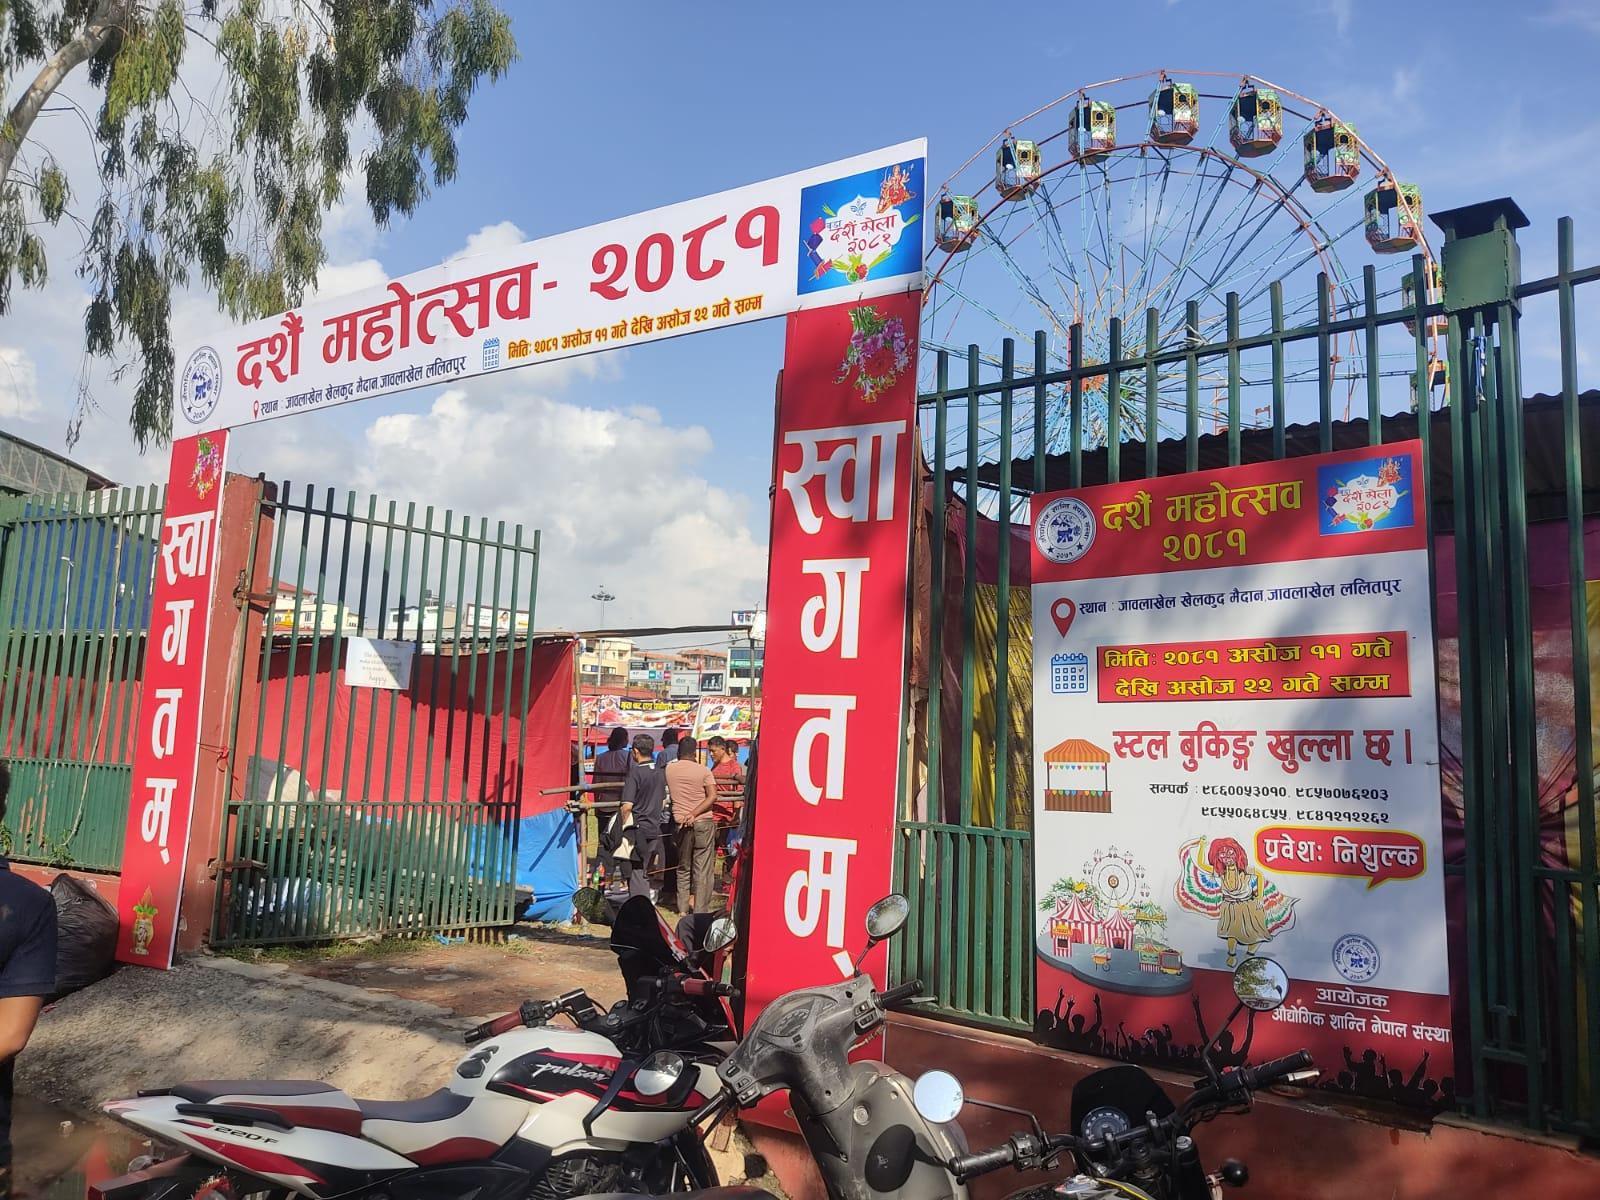 दशैं महोत्सव - २०८१
स्थान : जावलाखेल खेलकुद मैदान,जावलाखेल ललितपुर
मिति: २०८१ असोज ११ गते देखि असोज २२ गते सम्म
दशैं मेला
२०८१
स्वागतम्
स्वागतम्
दशैं महोत्सव
२०८१
दशैं मेला
२०८१
स्थान : जावलाखेल खेलकुद मैदान,जावलाखेल ललितपुर
मिति: २०८१ असोज ११ गते
देखि असोज २२ गते सम्म
स्टल बुकिङ्ग खुल्ला छ ।
सम्पर्क : ९८६००५३०१०, ९८५७०७६२०३
९८५५०६४८५५, ९८४१२१२२६२
प्रवेश: निशुल्क
आयोजक
औद्योगिक शान्ति नेपाल संस्था
pulsar
220F